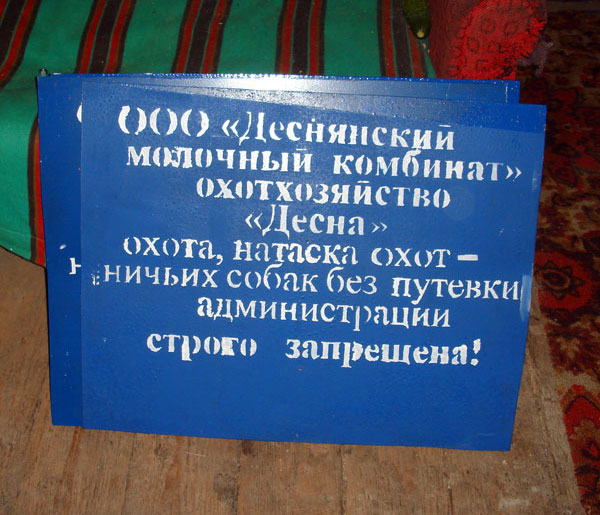 ООО «Деснянский
молочный комбинат»
охотхозяйство
«Десна»
охота, натаска охот –
ничьих собак без путевки
администрации
строго запрещена!